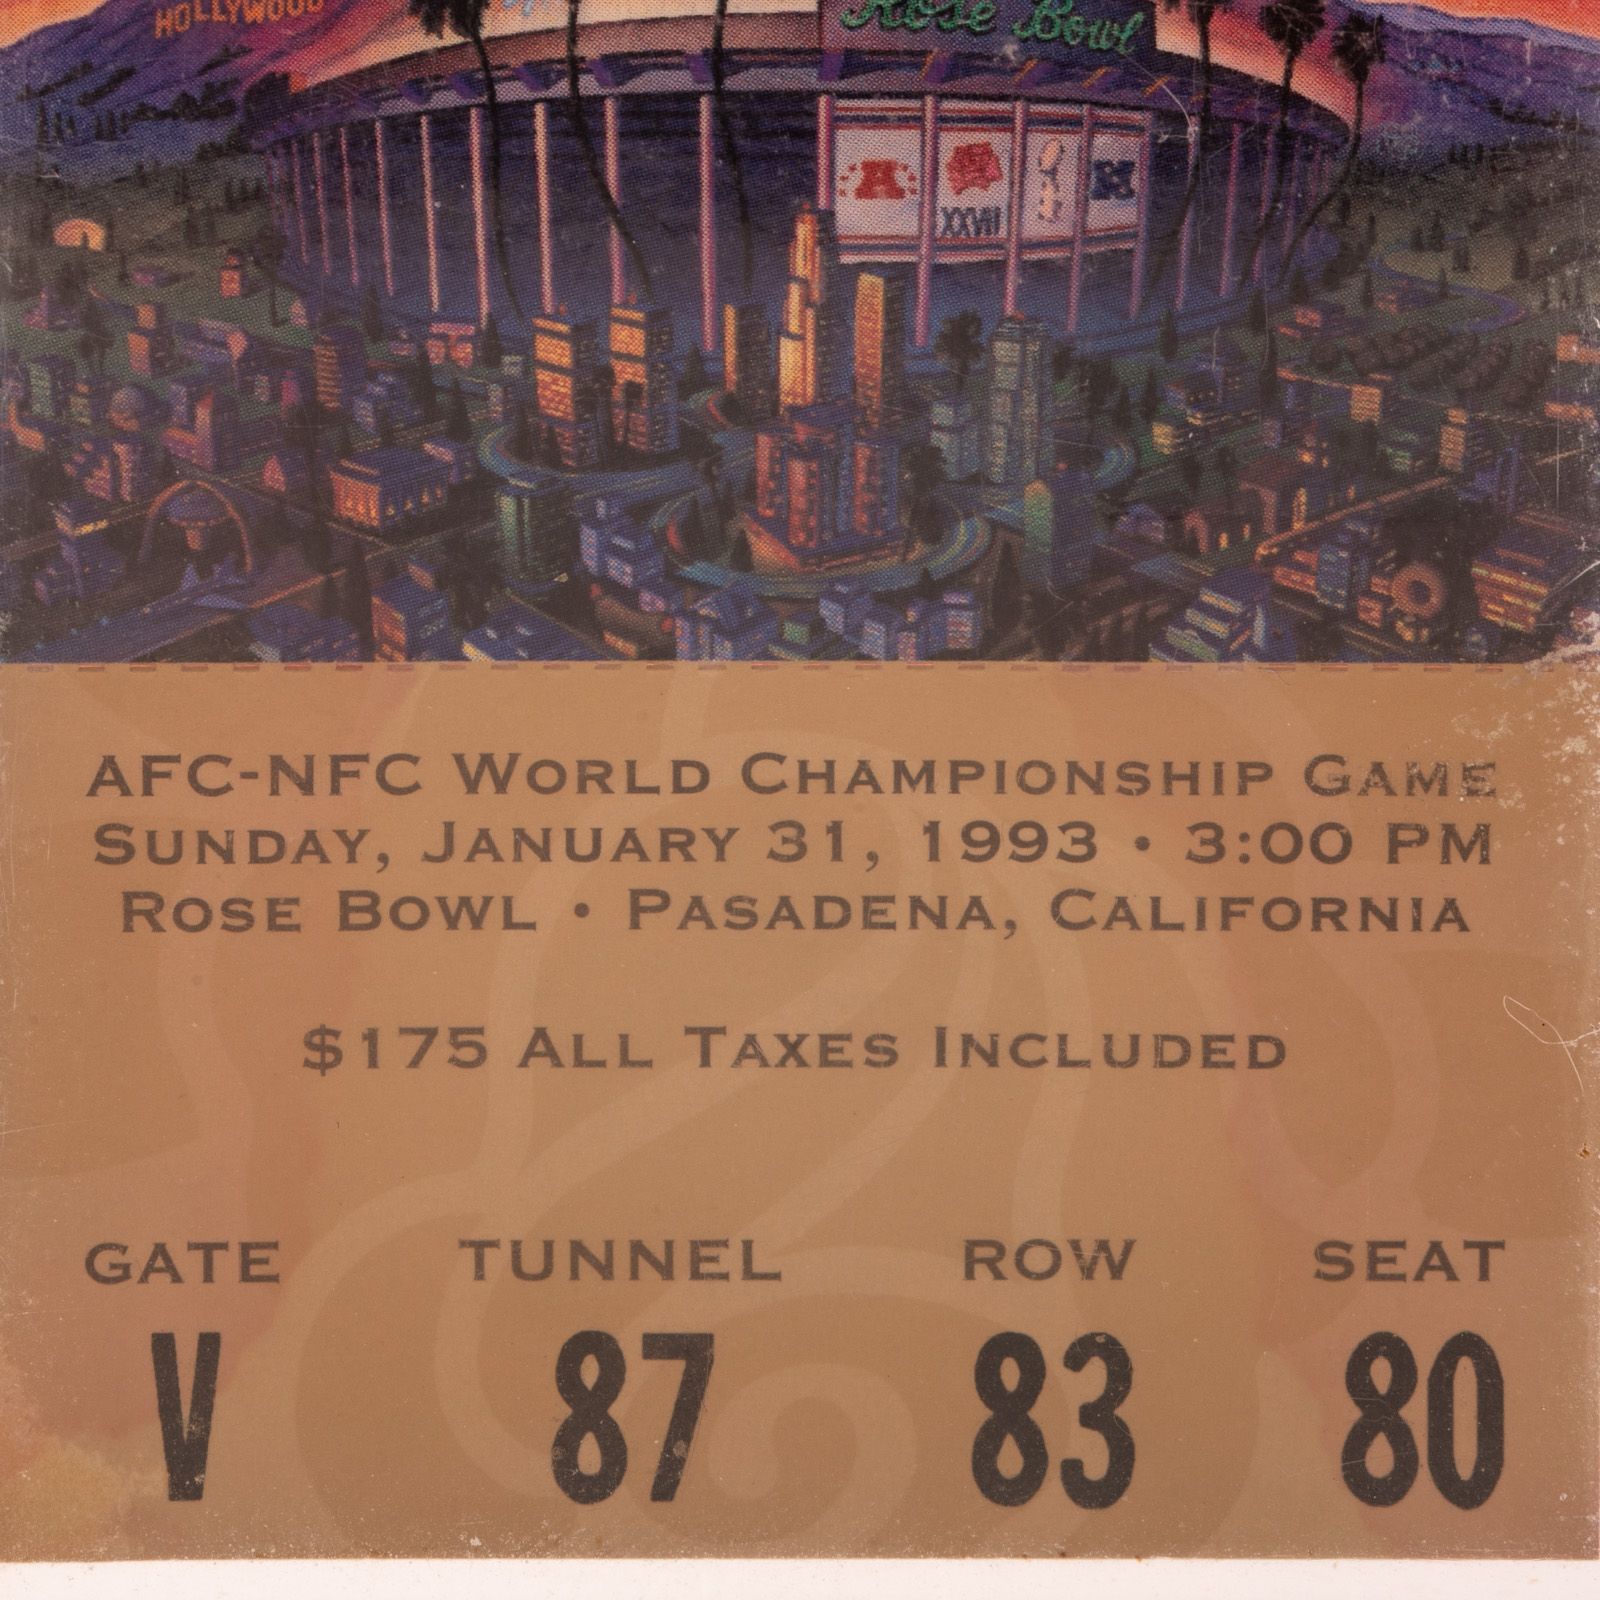 HOLLYWOOD
Rose Bowl
A
XXVII
N
AFC-NFC WORLD CHAMPIONSHIP GAME
SUNDAY, JANUARY 31, 1993 • 3:00 PM
ROSE BOWL • PASADENA, CALIFORNIA
$175 ALL TAXES INCLUDED
GATE TUNNEL ROW SEAT
V 87 83 80